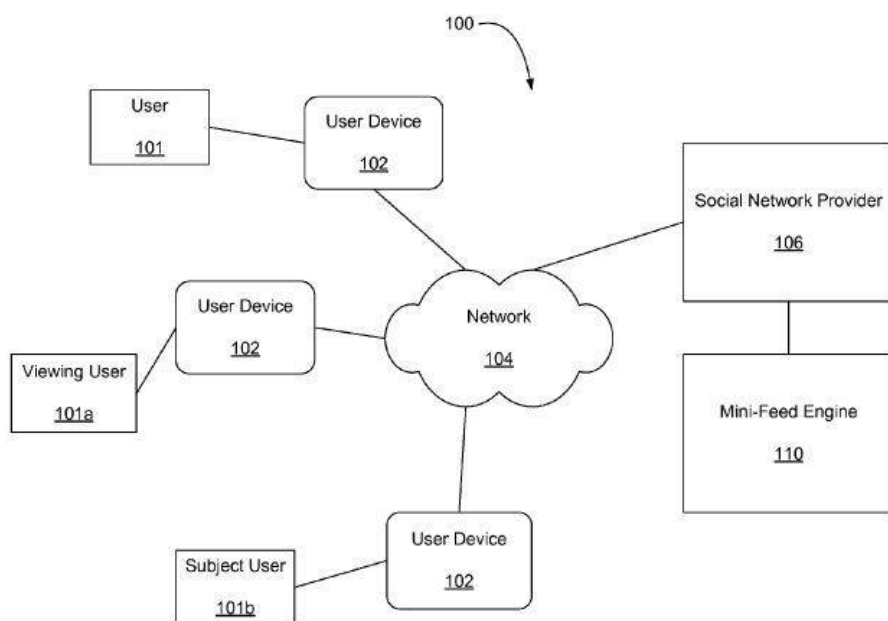 100
User
101
User Device
102
Social Network Provider
106
User Device
102
Network
104
Viewing User
101a
Mini-Feed Engine
110
User Device
102
Subject User
101b